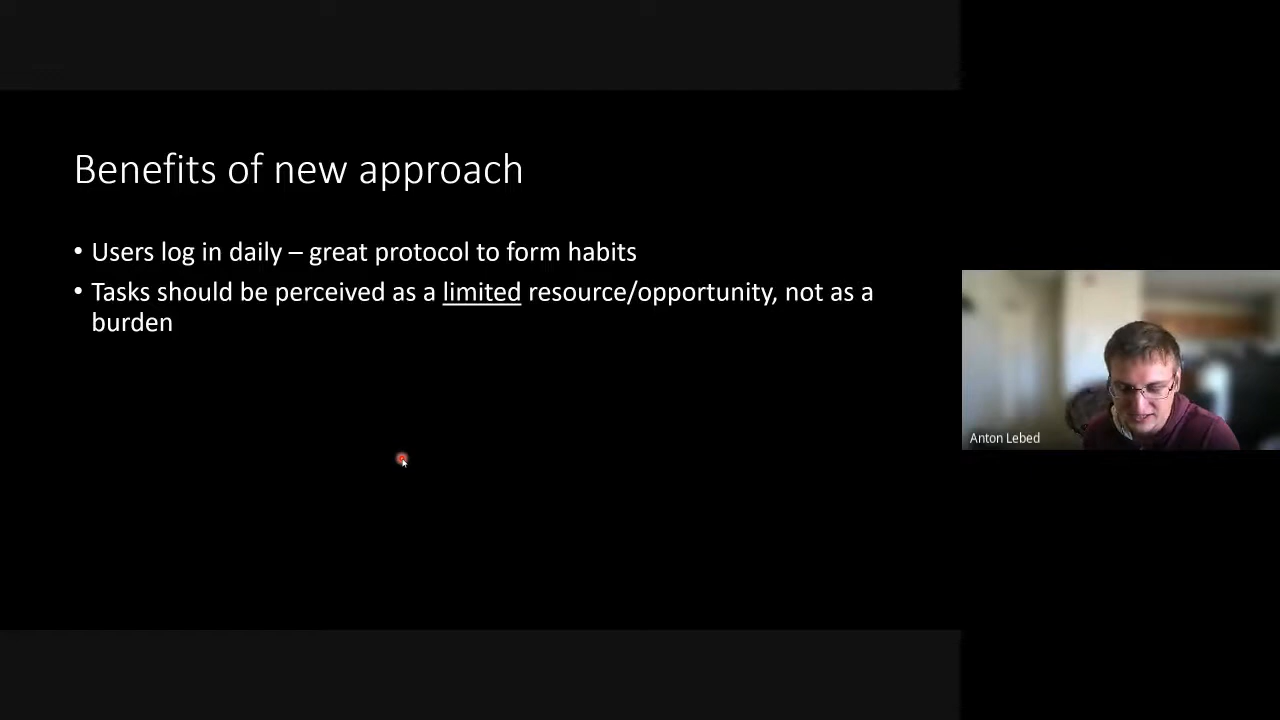 Benefits of new approach
• Users log in daily – great protocol to form habits
• Tasks should be perceived as a limited resource/opportunity, not as a
burden
Anton Lebed